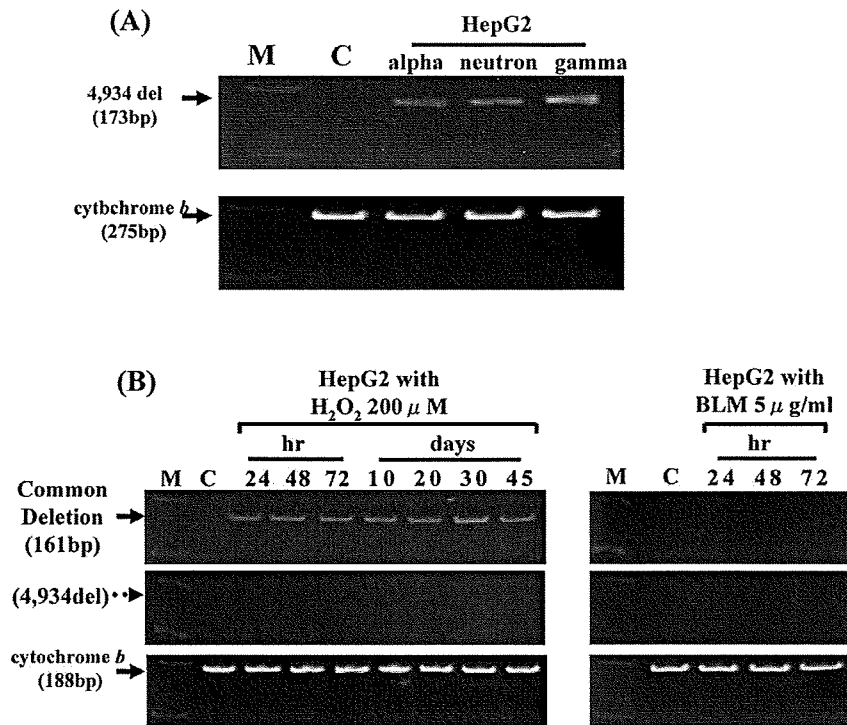 (A)
HepG2
M C alpha neutron gamma
4,934 del
(173bp)
cytbchrome b
(275bp)
(B)
HepG2 with
H₂O₂ 200 μ M
hr days
M C 24 48 72 10 20 30 45
Common
Deletion
(161bp)
(4,934del)
cytochrome b
(188bp)
HepG2 with
BLM 5 μ g/ml
hr
M C 24 48 72